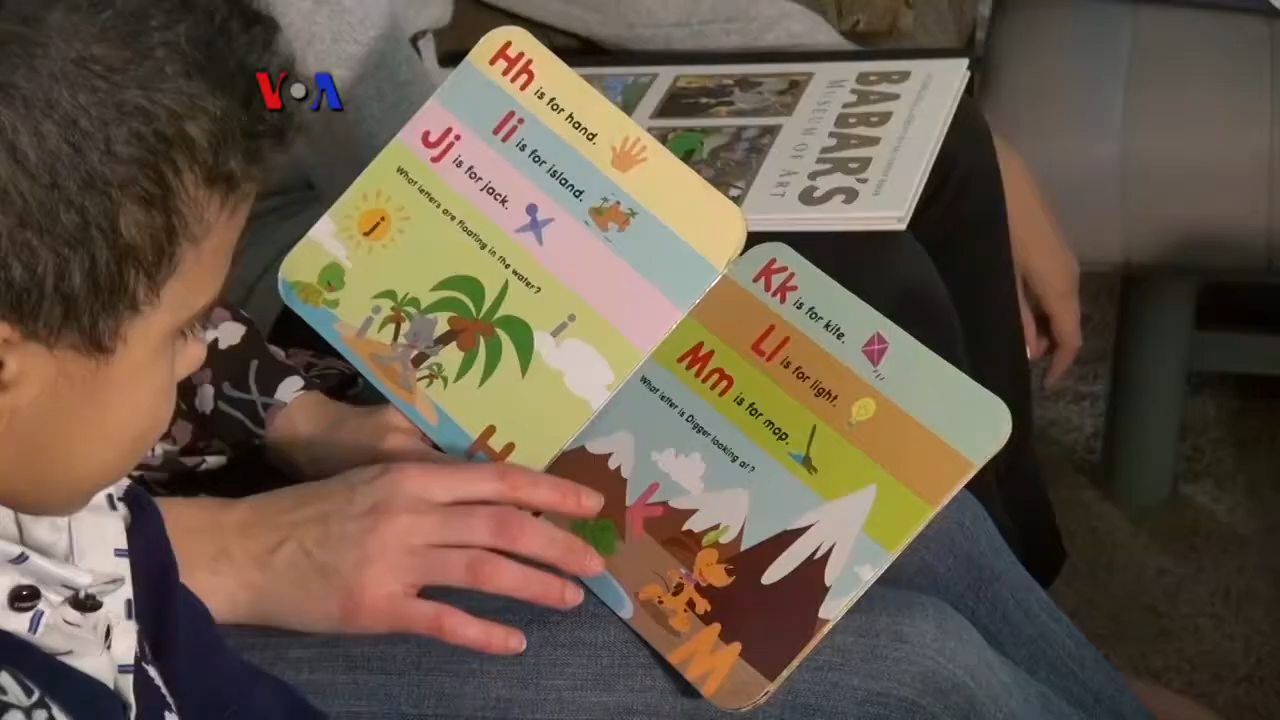 VOA
Hh is for hand.
Ii is for island.
Jj is for jack.
What letters are floating in the water?
j
i
i
H
Kk is for kite.
Ll is for light.
Mm is for mop.
What letter is Digger looking at?
K
M
BABAR'S
MUSEUM OF ART